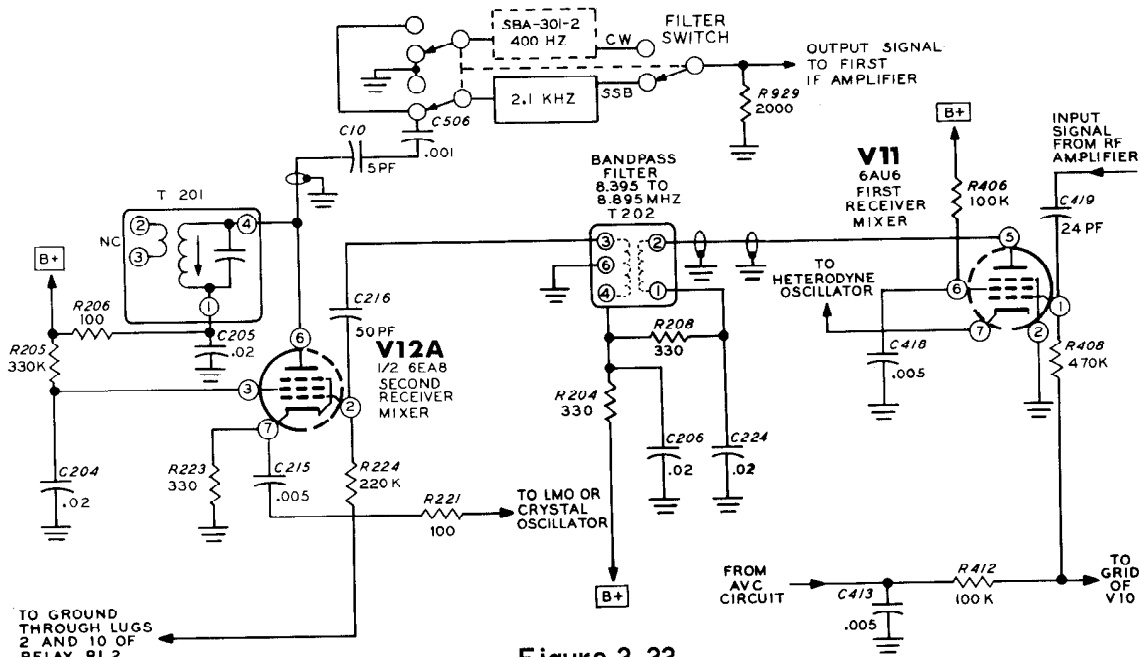 SBA-301-2
400 HZ
CW
FILTER
SWITCH
OUTPUT SIGNAL
TO FIRST
IF AMPLIFIER
2.1 KHZ
SSB
R929
2000
C10
5PF
C506
.001
T 201
2
3
4
1
NC
B+
R206
100
R205
330K
C205
.02
C216
50PF
V12A
1/2 6EA8
SECOND
RECEIVER
MIXER
6
3
2
7
C204
.02
R223
330
C215
.005
R224
220K
R221
100
TO LMO OR
CRYSTAL
OSCILLATOR
TO GROUND
THROUGH LUGS
2 AND 10 OF
BANDPASS
FILTER
8.395 TO
8.895MHZ
T202
3
6
4
2
1
R208
330
R204
330
C206
.02
C224
.02
B+
V11
6AU6
FIRST
RECEIVER
MIXER
B+
R406
100K
INPUT
SIGNAL
FROM RF
AMPLIFIER
C419
24 PF
TO
HETERODYNE
OSCILLATOR
5
6
7
2
1
C418
.005
R408
470K
FROM
AVC
CIRCUIT
C413
.005
R412
100K
TO
GRID
OF
V10